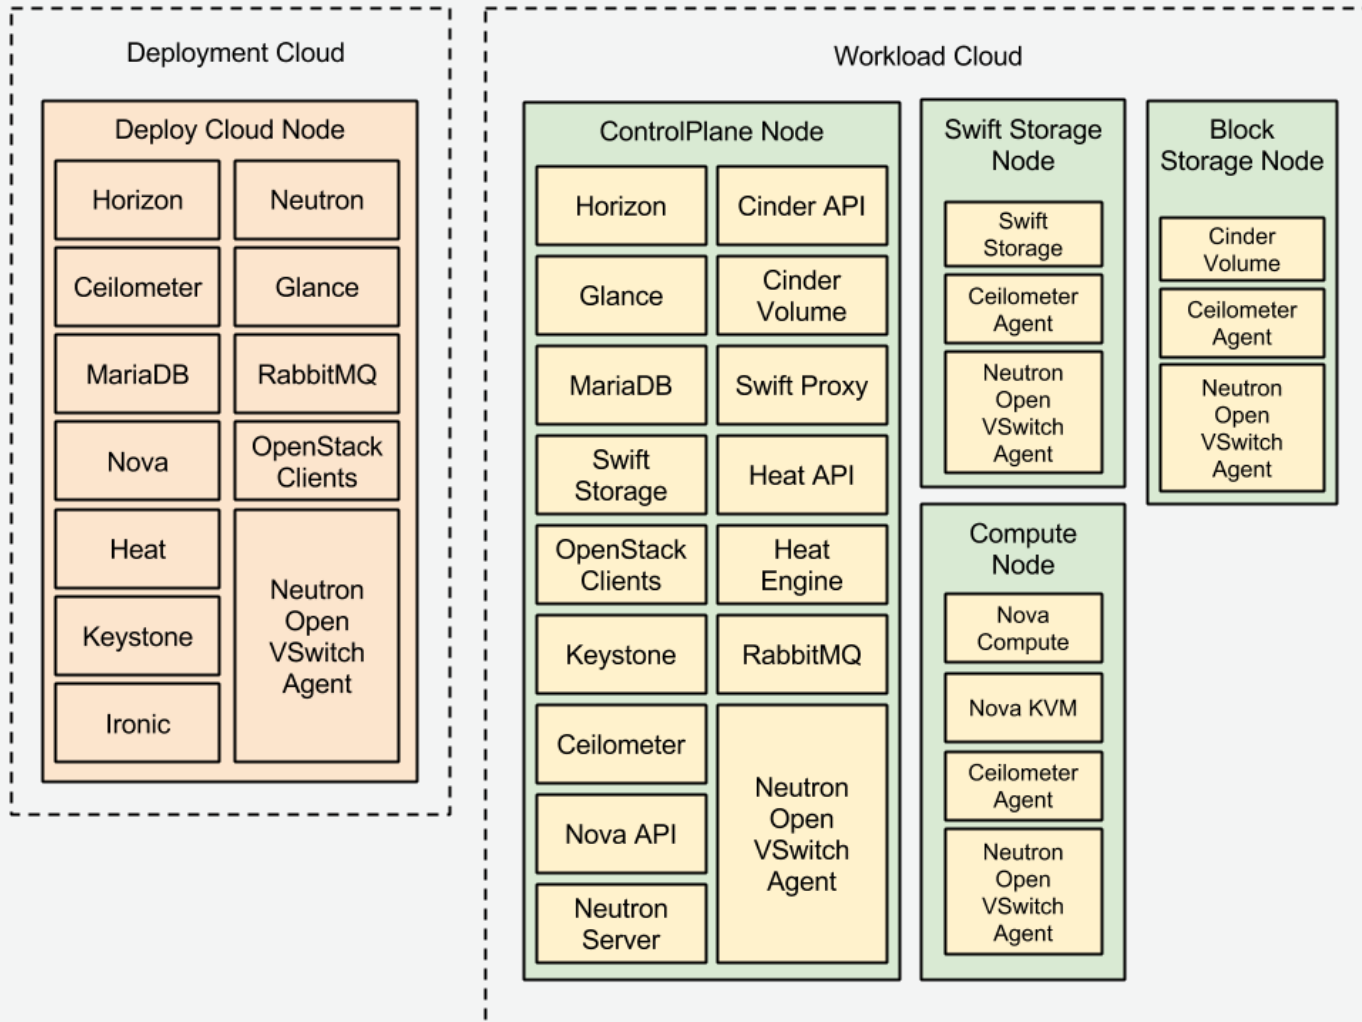 Deployment Cloud
Deploy Cloud Node
Horizon
Neutron
Ceilometer
Glance
MariaDB
RabbitMQ
Nova
OpenStack
Clients
Heat
Keystone
Ironic
Neutron
Open
VSwitch
Agent
Workload Cloud
ControlPlane Node
Horizon
Cinder API
Glance
Cinder
Volume
MariaDB
Swift Proxy
Swift
Storage
Heat API
OpenStack
Clients
Heat
Engine
Keystone
RabbitMQ
Ceilometer
Nova API
Neutron
Server
Neutron
Open
VSwitch
Agent
Swift Storage
Node
Swift
Storage
Ceilometer
Agent
Neutron
Open
VSwitch
Agent
Block
Storage Node
Cinder
Volume
Ceilometer
Agent
Neutron
Open
VSwitch
Agent
Compute
Node
Nova
Compute
Nova KVM
Ceilometer
Agent
Neutron
Open
VSwitch
Agent